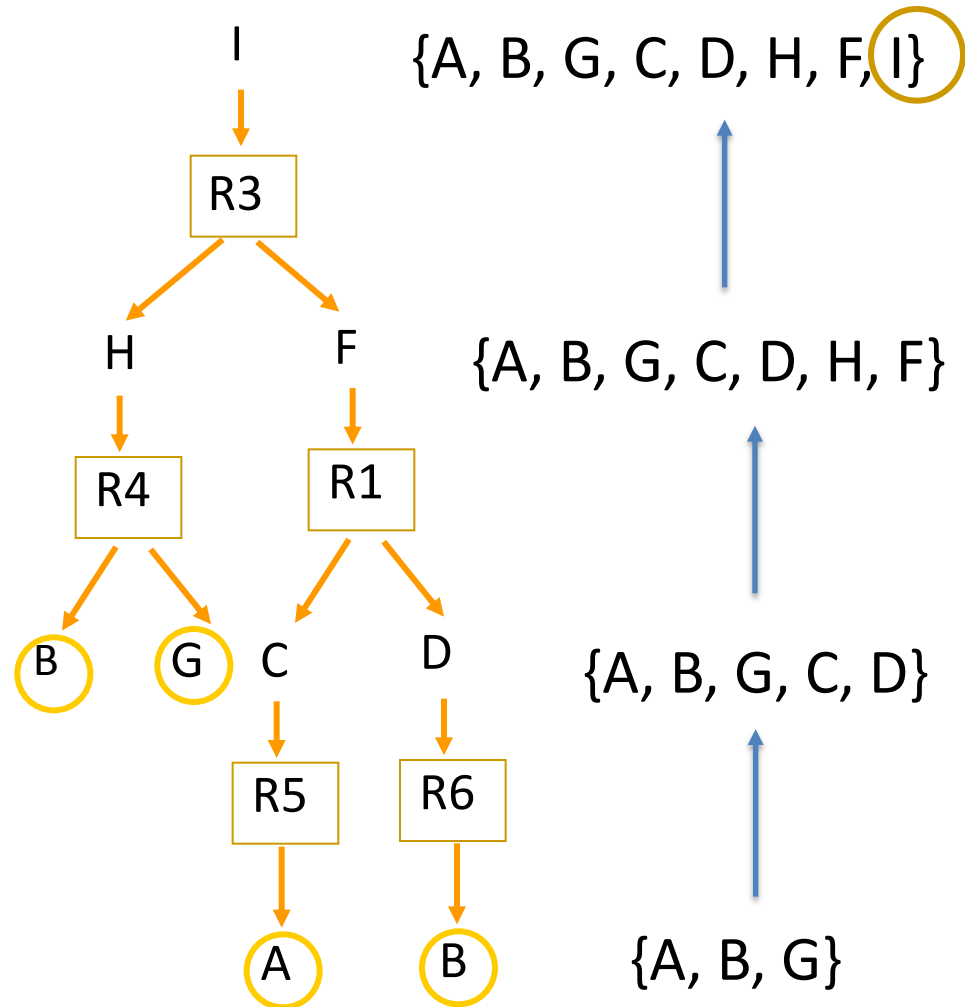 I
{A, B, G, C, D, H, F, I}
R3
H
F
{A, B, G, C, D, H, F}
R4
R1
B
G
C
D
{A, B, G, C, D}
R5
R6
A
B
{A, B, G}